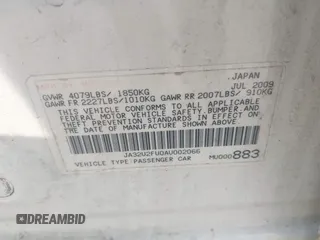 JAPAN
JUL 2009
GVWR 4079LBS/ 1850KG
GAWR FR 2227LBS/1010KG GAWR RR 2007LBS/ 910KG
THIS VEHICLE CONFORMS TO ALL APPLICABLE
FEDERAL MOTOR VEHICLE SAFETY, BUMPER, AND
THEFT PREVENTION STANDARDS IN EFFECT ON
THE DATE OF MANUFACTURE SHOWN ABOVE.
JA32U2FU0AU002066
VEHICLE TYPE PASSENGER CAR
MU000883
DREAMBID